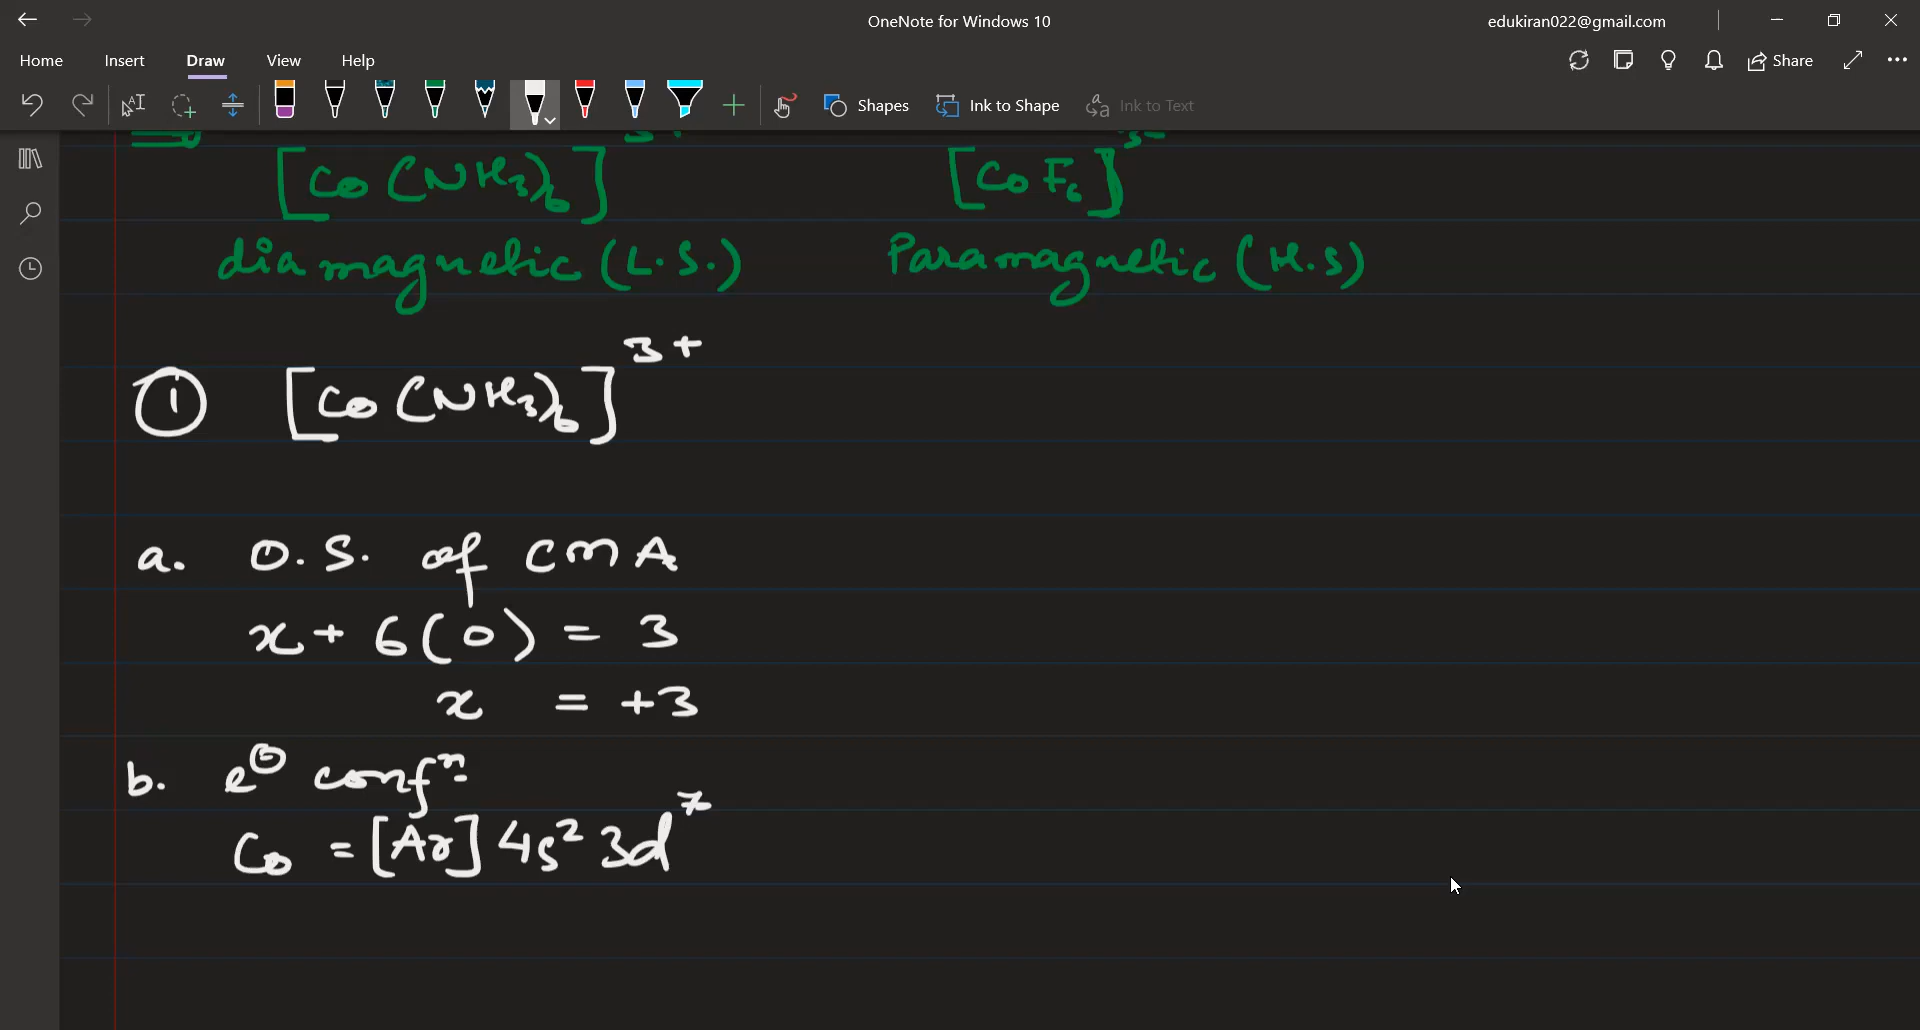 OneNote for Windows 10
edukiran022@gmail.com
Home Insert Draw View Help
Share
Shapes Ink to Shape Ink to Text
[Co(NH₃)₆]³⁺ [CoF₆]³⁻
diamagnetic (L.S.) Paramagnetic (H.S)
① [Co(NH₃)₆]³⁺
a. O.S. of CMA
x + 6(0) = 3
x = +3
b. e⊖ confⁿ
Co = [Ar] 4s² 3d⁷